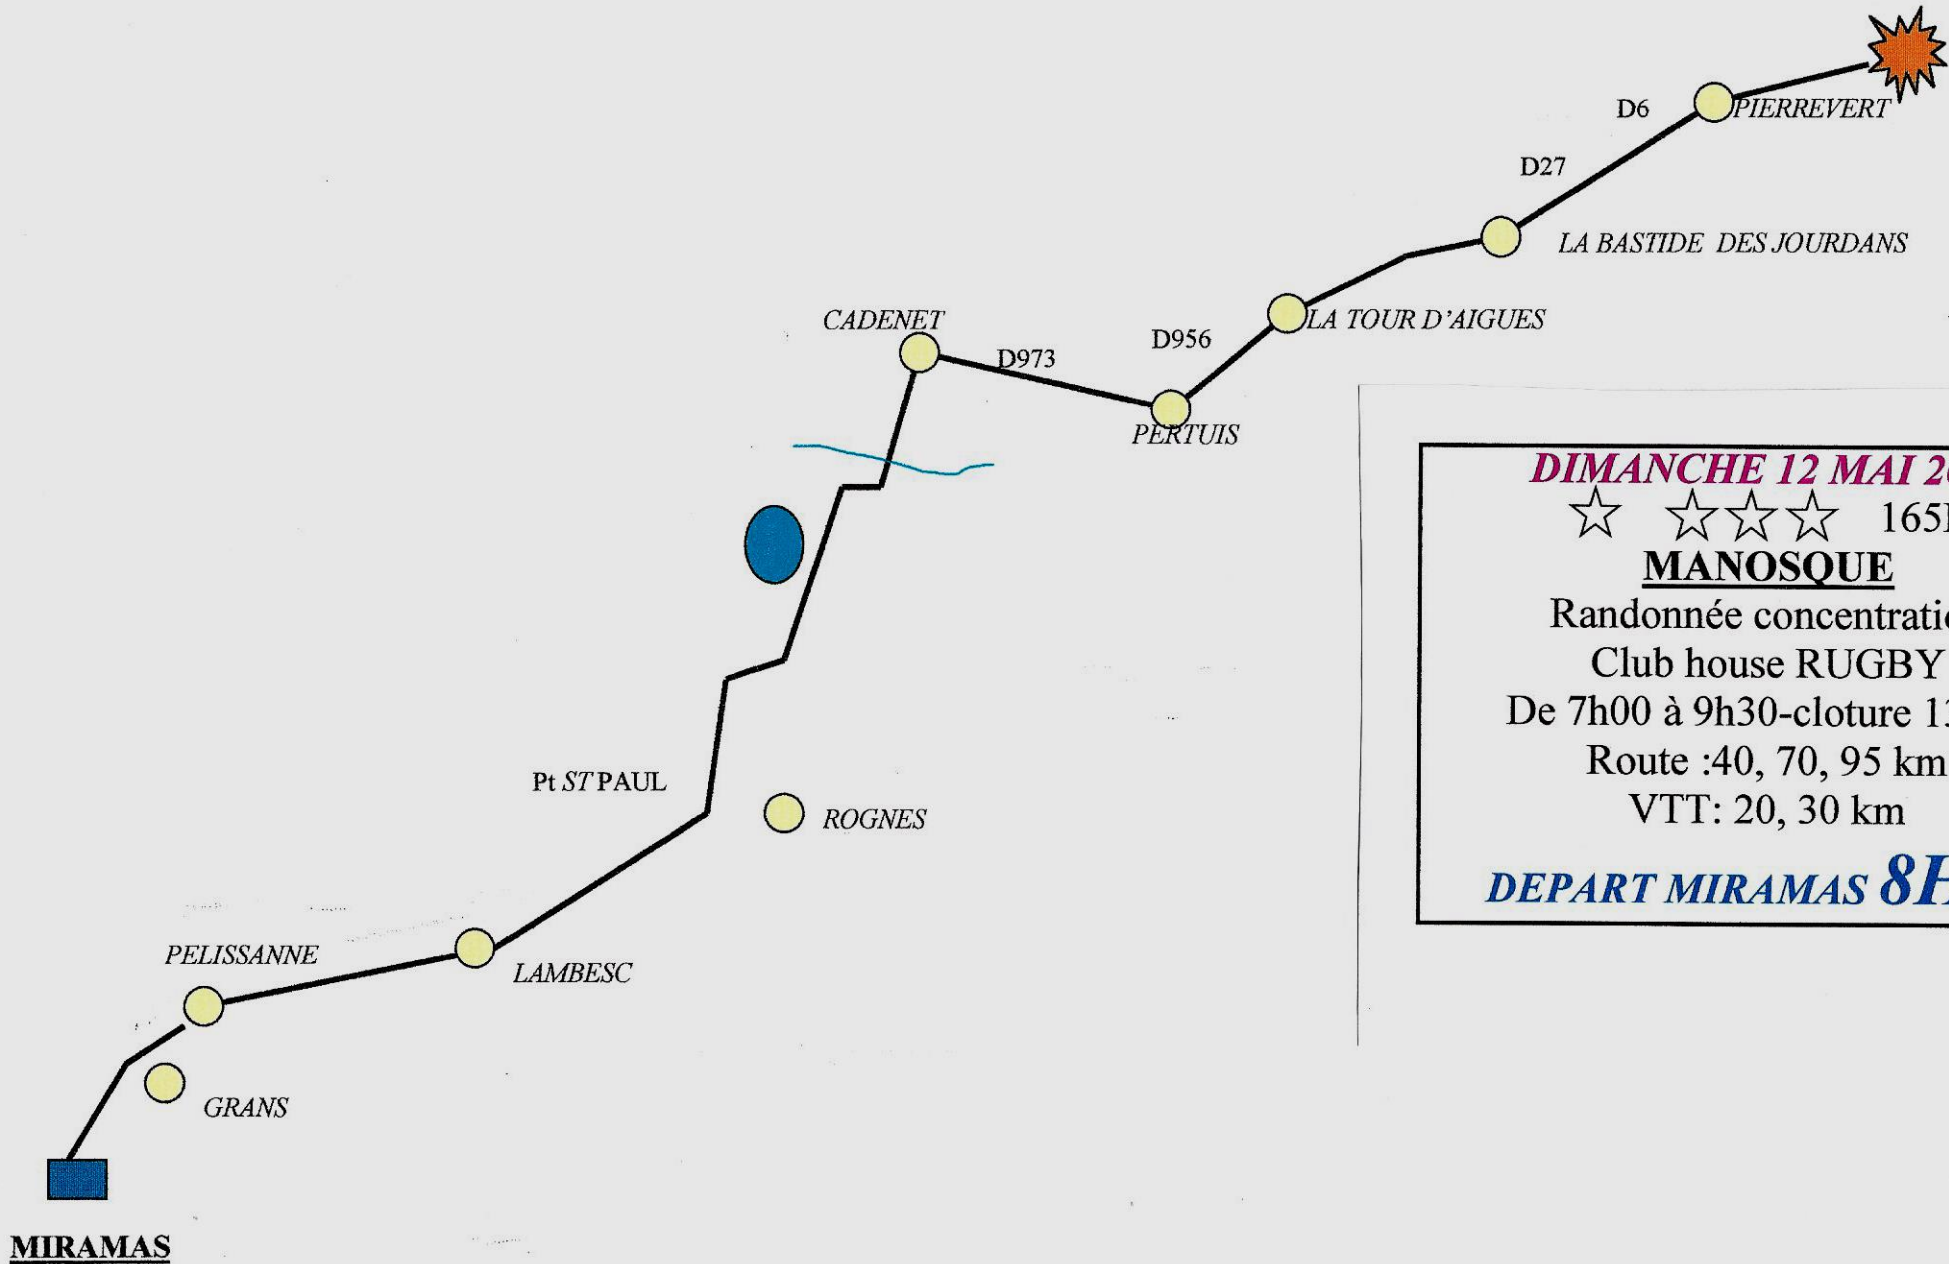 D6
PIERREVERT
D27
LA BASTIDE DES JOURDANS
CADENET
LA TOUR D'AIGUES
D956
D973
PERTUIS
DIMANCHE 12 MAI
165
MANOSQUE
Randonnée
Club house RUGBY
De 7h00 à 9h30-cloture
Route :40, 70, 95 km
VTT: 20, 30 km
DEPART MIRAMAS 8H
Pt ST PAUL
ROGNES
PELISSANNE
LAMBESC
GRANS
MIRAMAS